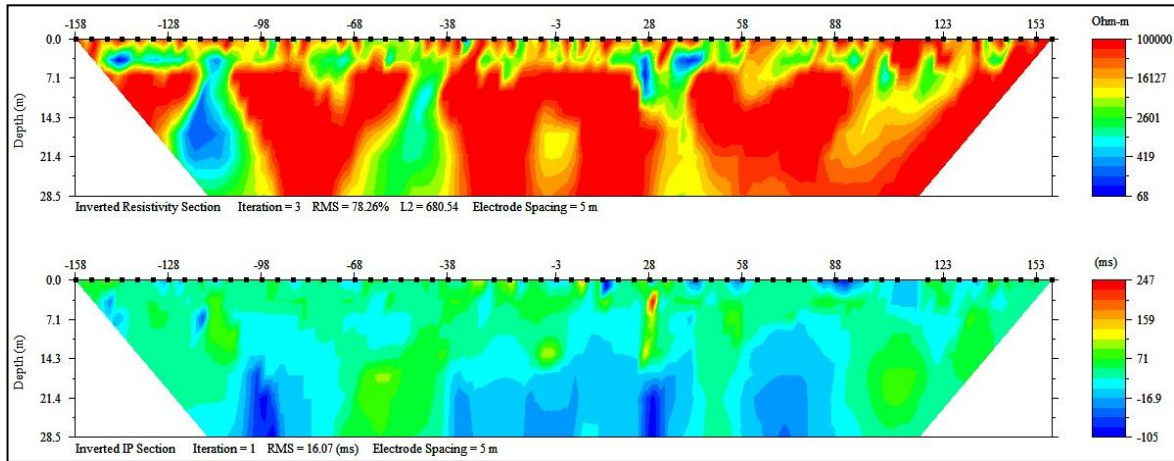 -158 -128 -98 -68 -38 -3 28 58 88 123 153 Ohm-m
0.0 100000
7.1 16127
14.3 2601
21.4 419
28.5 68
Depth (m)
Inverted Resistivity Section Iteration = 3 RMS = 78.26% L2 = 680.54 Electrode Spacing = 5 m
-158 -128 -98 -68 -38 -3 28 58 88 123 153 (ms)
0.0 247
7.1 159
14.3 71
21.4 -16.9
28.5 -105
Depth (m)
Inverted IP Section Iteration = 1 RMS = 16.07 (ms) Electrode Spacing = 5 m